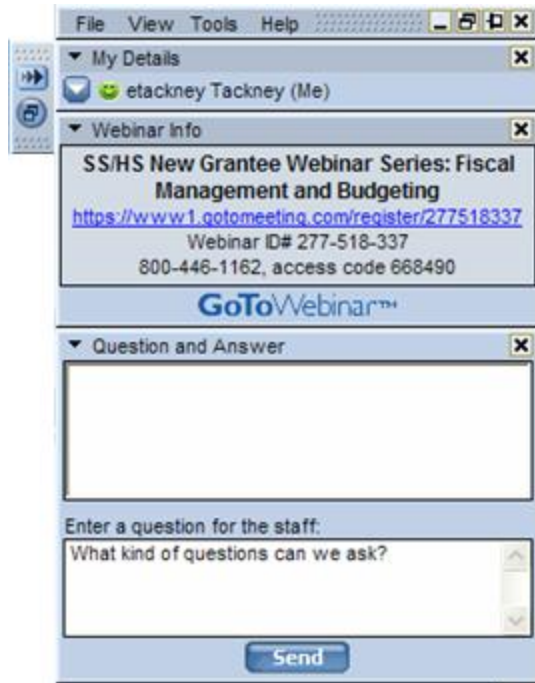 File View Tools Help
My Details
etackney Tackney (Me)
Webinar Info
SS/HS New Grantee Webinar Series: Fiscal
Management and Budgeting
https://www1.gotomeeting.com/register/277518337
Webinar ID# 277-518-337
800-446-1162, access code 668490
GoToWebinar™
Question and Answer
Enter a question for the staff:
What kind of questions can we ask?
Send